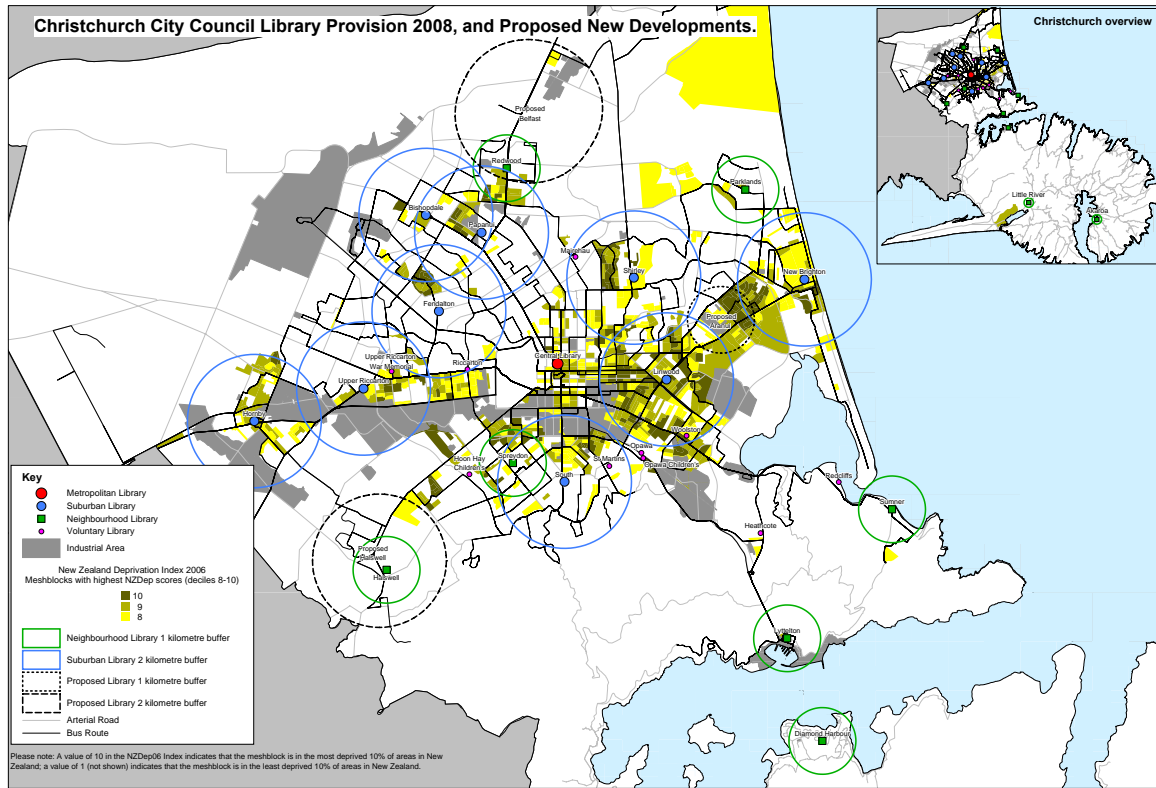 Christchurch City Council Library Provision 2008, and Proposed New Developments.
Christchurch overview
Little River
Akaroa
Proposed
Belfast
Redwood
Parklands
Bishopdale
Papanui
Mairehau
Shirley
New Brighton
Fendalton
Proposed
Aranui
Central Library
Upper Riccarton
War Memorial
Riccarton
Linwood
Upper Riccarton
Hornby
Woolston
Hoon Hay
Children's
Spreydon
South
St Martins
Opawa
Opawa Children's
Redcliffs
Sumner
Heathcote
Proposed
Halswell
Halswell
Lyttelton
Diamond Harbour
Key
Metropolitan Library
Suburban Library
Neighbourhood Library
Voluntary Library
Industrial Area
New Zealand Deprivation Index 2006
Meshblocks with highest NZDep scores (deciles 8-10)
10
9
8
Neighbourhood Library 1 kilometre buffer
Suburban Library 2 kilometre buffer
Proposed Library 1 kilometre buffer
Proposed Library 2 kilometre buffer
Arterial Road
Bus Route
Please note: A value of 10 in the NZDep06 Index indicates that the meshblock is in the most derived 10% of areas in New
Zealand; a value of 1 (not shown) indicates that the meshblock is in the least deprived 10% of areas in New Zealand.